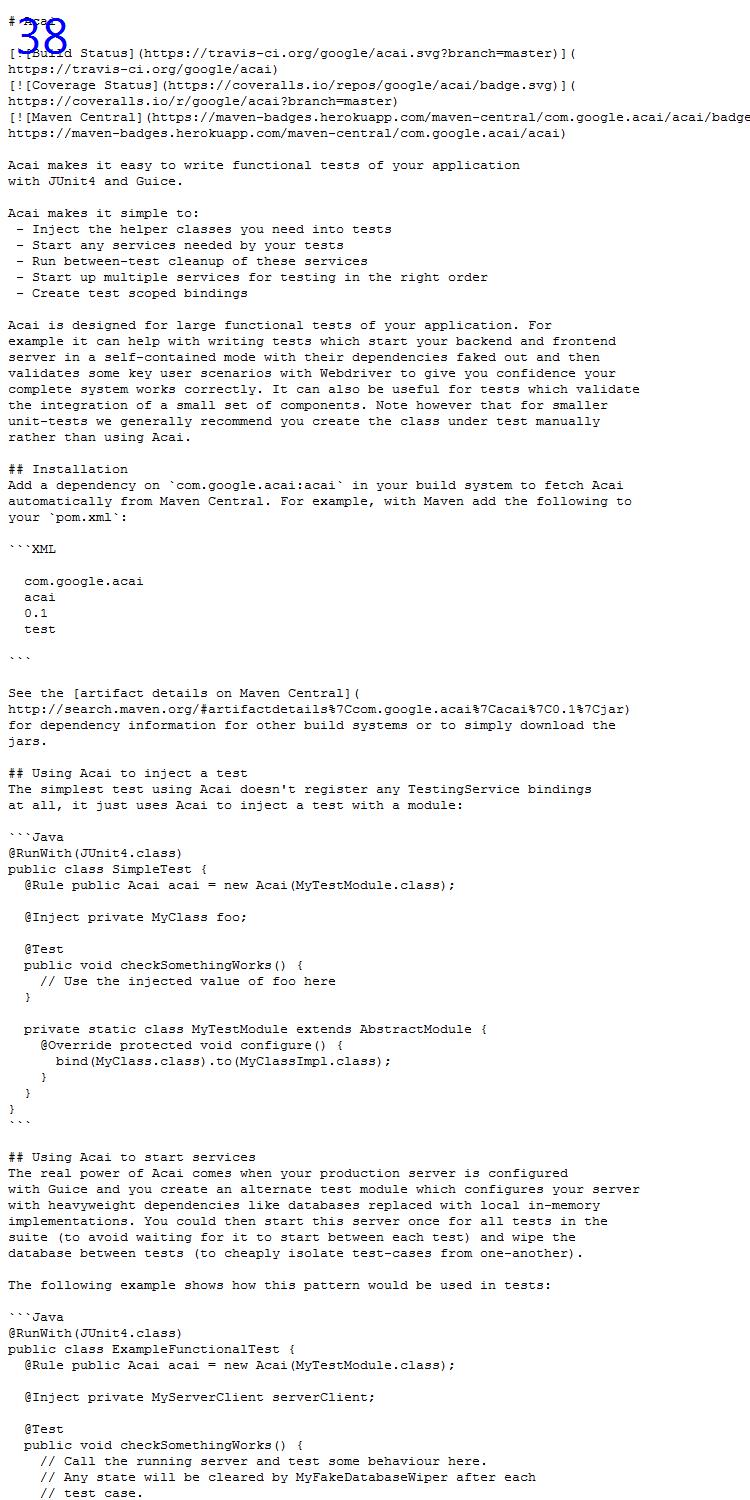 # Acai
38
[![Build Status](https://travis-ci.org/google/acai.svg?branch=master)](
https://travis-ci.org/google/acai)
[![Coverage Status](https://coveralls.io/repos/google/acai/badge.svg)](
https://coveralls.io/r/google/acai?branch=master)
[![Maven Central](https://maven-badges.herokuapp.com/maven-central/com.google.acai/acai/badge
https://maven-badges.herokuapp.com/maven-central/com.google.acai/acai)

Acai makes it easy to write functional tests of your application
with JUnit4 and Guice.

Acai makes it simple to:
 - Inject the helper classes you need into tests
 - Start any services needed by your tests
 - Run between-test cleanup of these services
 - Start up multiple services for testing in the right order
 - Create test scoped bindings

Acai is designed for large functional tests of your application. For
example it can help with writing tests which start your backend and frontend
server in a self-contained mode with their dependencies faked out and then
validates some key user scenarios with Webdriver to give you confidence your
complete system works correctly. It can also be useful for tests which validate
the integration of a small set of components. Note however that for smaller
unit-tests we generally recommend you create the class under test manually
rather than using Acai.

## Installation
Add a dependency on `com.google.acai:acai` in your build system to fetch Acai
automatically from Maven Central. For example, with Maven add the following to
your `pom.xml`:

```XML

  com.google.acai
  acai
  0.1
  test

```

See the [artifact details on Maven Central](
http://search.maven.org/#artifactdetails%7Ccom.google.acai%7Cacai%7C0.1%7Cjar)
for dependency information for other build systems or to simply download the
jars.

## Using Acai to inject a test
The simplest test using Acai doesn't register any TestingService bindings
at all, it just uses Acai to inject a test with a module:

```Java
@RunWith(JUnit4.class)
public class SimpleTest {
  @Rule public Acai acai = new Acai(MyTestModule.class);

  @Inject private MyClass foo;

  @Test
  public void checkSomethingWorks() {
    // Use the injected value of foo here
  }

  private static class MyTestModule extends AbstractModule {
    @Override protected void configure() {
      bind(MyClass.class).to(MyClassImpl.class);
    }
  }
}
```

## Using Acai to start services
The real power of Acai comes when your production server is configured
with Guice and you create an alternate test module which configures your server
with heavyweight dependencies like databases replaced with local in-memory
implementations. You could then start this server once for all tests in the
suite (to avoid waiting for it to start between each test) and wipe the
database between tests (to cheaply isolate test-cases from one-another).

The following example shows how this pattern would be used in tests:

```Java
@RunWith(JUnit4.class)
public class ExampleFunctionalTest {
  @Rule public Acai acai = new Acai(MyTestModule.class);

  @Inject private MyServerClient serverClient;

  @Test
  public void checkSomethingWorks() {
    // Call the running server and test some behaviour here.
    // Any state will be cleared by MyFakeDatabaseWiper after each
    // test case.